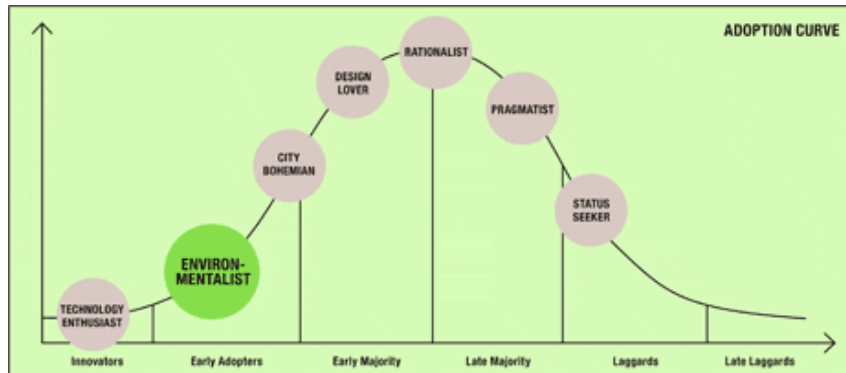 ADOPTION CURVE
RATIONALIST
DESIGN
LOVER
PRAGMATIST
CITY
BOHEMIAN
STATUS
SEEKER
ENVIRON-
MENTALIST
TECHNOLOGY
ENTHUSIAST
Innovators
Early Adopters
Early Majority
Late Majority
Laggards
Late Laggards